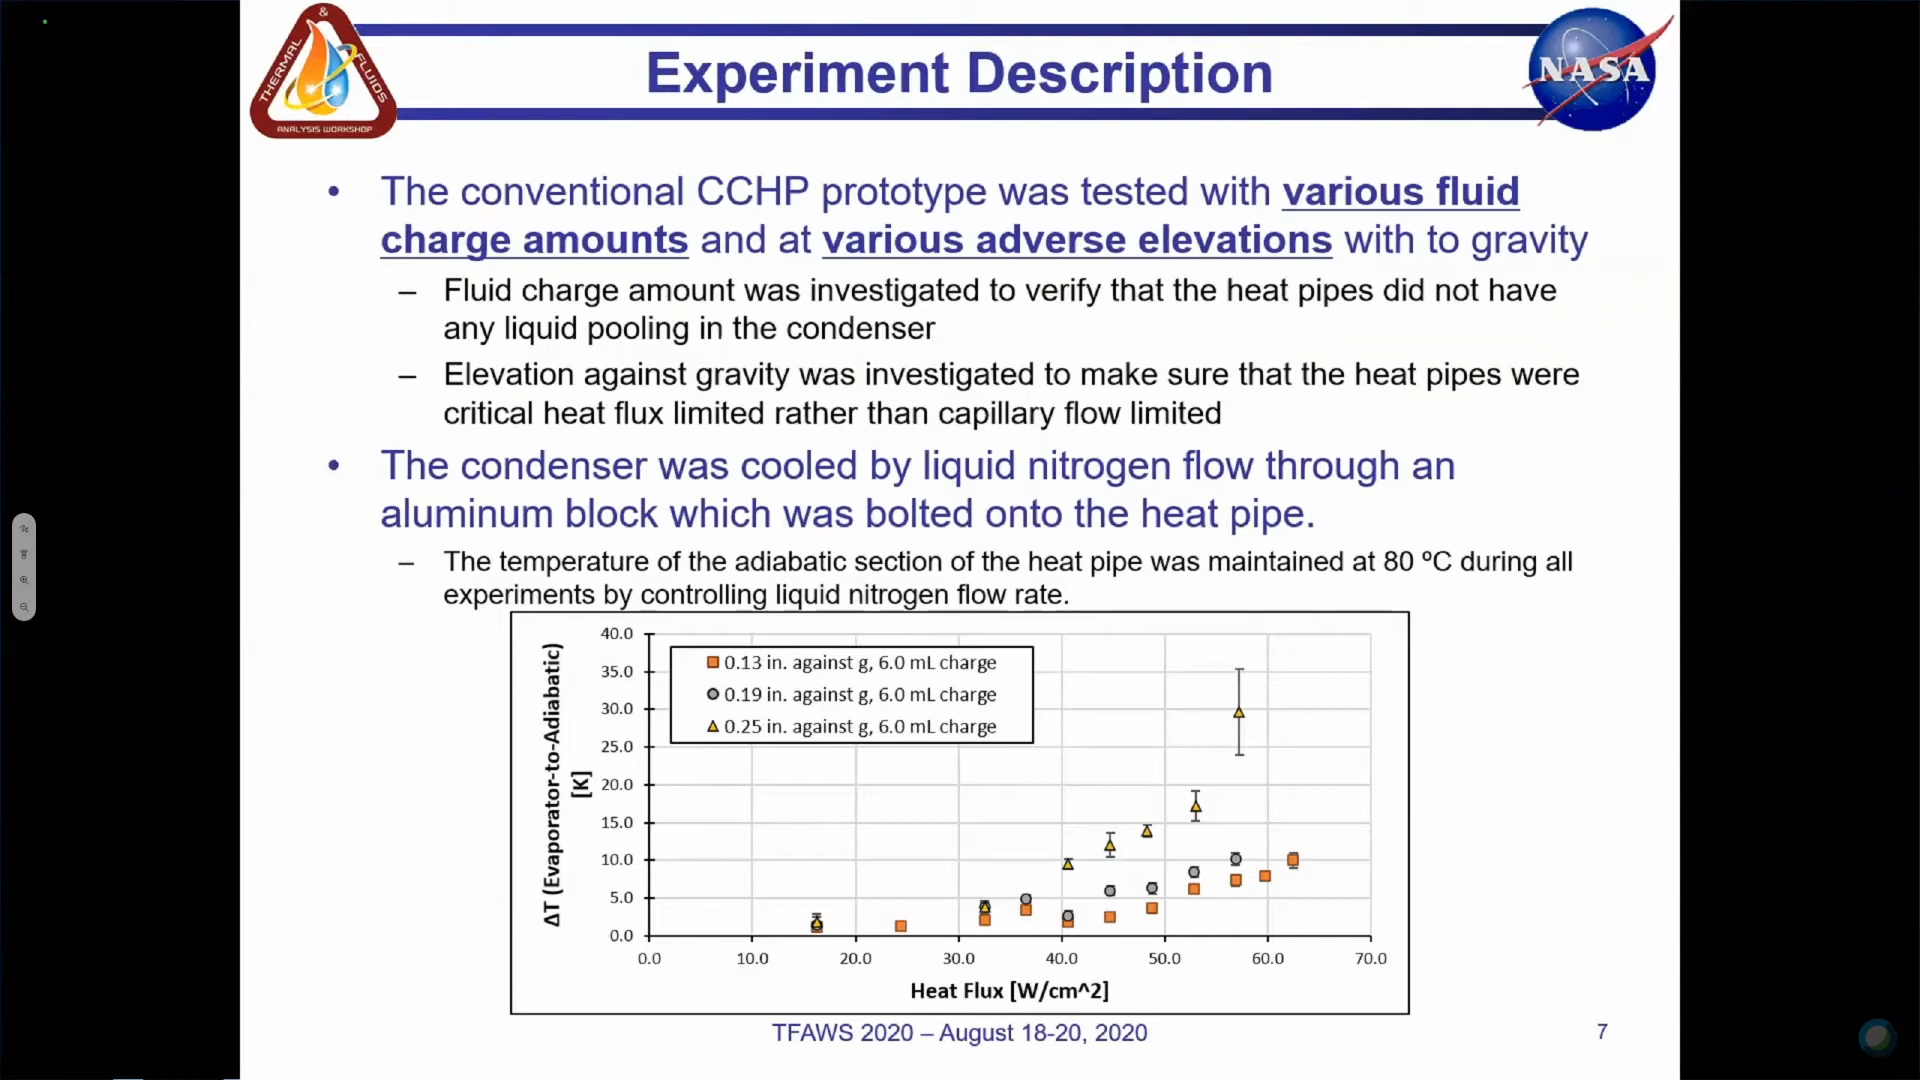 &
THERMAL
FLUIDS
ANALYSIS WORKSHOP
Experiment Description
NASA
• The conventional CCHP prototype was tested with various fluid
charge amounts and at various adverse elevations with to gravity
– Fluid charge amount was investigated to verify that the heat pipes did not have
any liquid pooling in the condenser
– Elevation against gravity was investigated to make sure that the heat pipes were
critical heat flux limited rather than capillary flow limited
• The condenser was cooled by liquid nitrogen flow through an
aluminum block which was bolted onto the heat pipe.
– The temperature of the adiabatic section of the heat pipe was maintained at 80 ºC during all
experiments by controlling liquid nitrogen flow rate.
ΔT (Evaporator-to-Adiabatic)
[K]
40.0
35.0
30.0
25.0
20.0
15.0
10.0
5.0
0.0
0.13 in. against g, 6.0 mL charge
0.19 in. against g, 6.0 mL charge
0.25 in. against g, 6.0 mL charge
0.0 10.0 20.0 30.0 40.0 50.0 60.0 70.0
Heat Flux [W/cm^2]
TFAWS 2020 – August 18-20, 2020
7